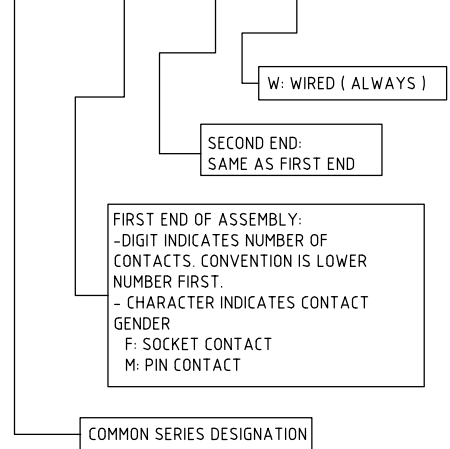 W: WIRED ( ALWAYS )
SECOND END:
SAME AS FIRST END
FIRST END OF ASSEMBLY:
-DIGIT INDICATES NUMBER OF
CONTACTS. CONVENTION IS LOWER
NUMBER FIRST.
- CHARACTER INDICATES CONTACT
GENDER
F: SOCKET CONTACT
M: PIN CONTACT
COMMON SERIES DESIGNATION